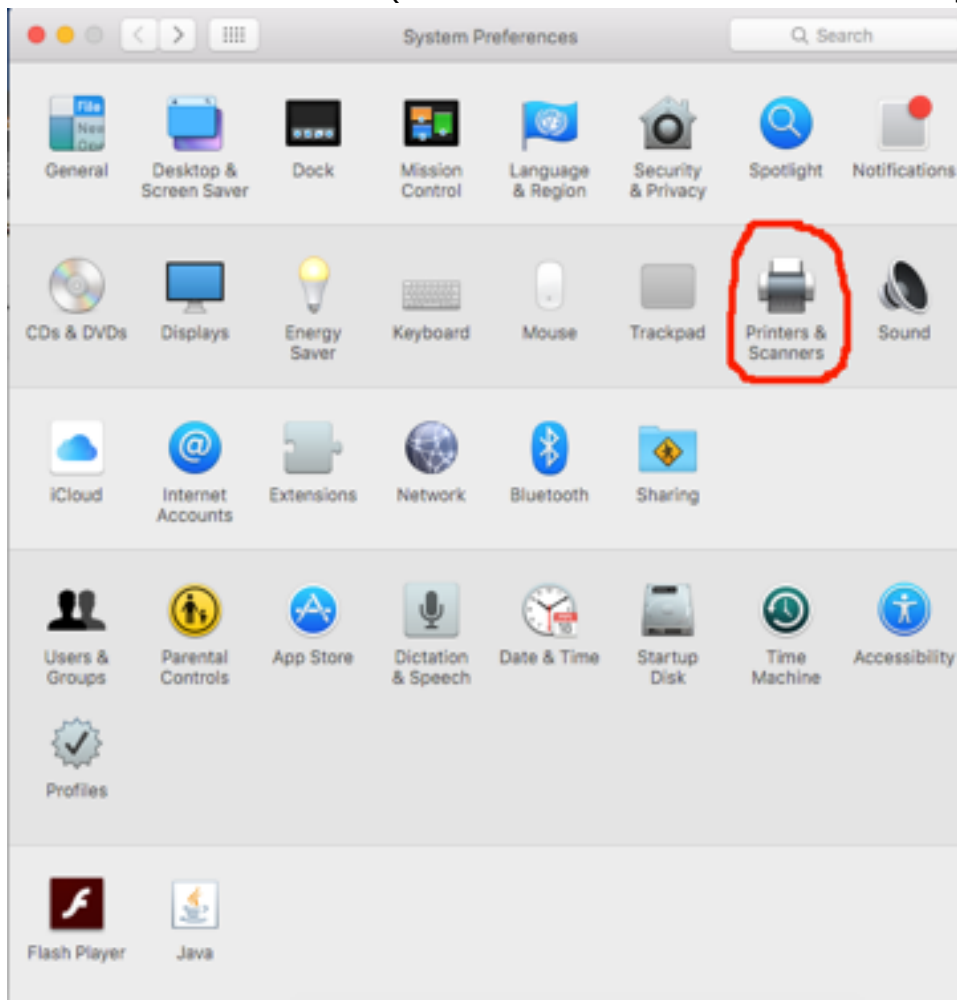 System Preferences
Search
General
Desktop &
Screen Saver
Dock
Mission
Control
Language
& Region
Security
& Privacy
Spotlight
Notifications
CDs & DVDs
Displays
Energy
Saver
Keyboard
Mouse
Trackpad
Printers &
Scanners
Sound
iCloud
Internet
Accounts
Extensions
Network
Bluetooth
Sharing
Users &
Groups
Parental
Controls
App Store
Dictation
& Speech
Date & Time
Startup
Disk
Time
Machine
Accessibility
Profiles
Flash Player
Java